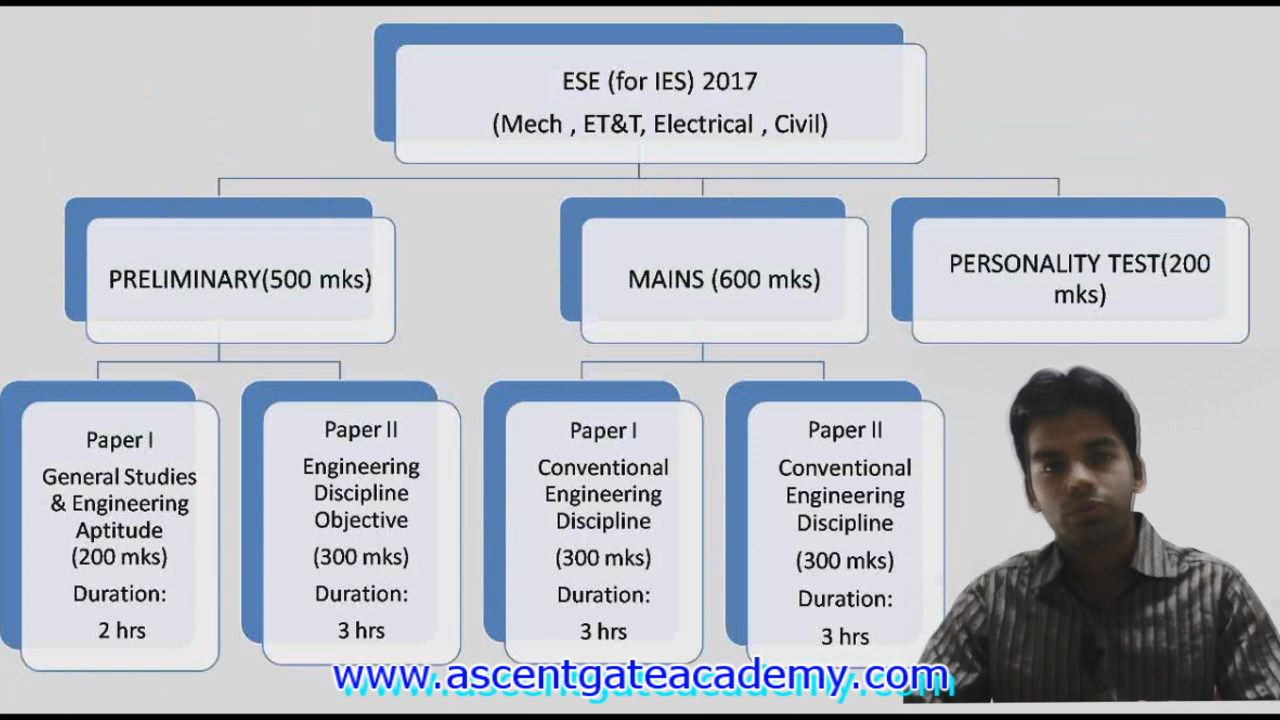 ESE (for IES) 2017
(Mech , ET&T, Electrical , Civil)
PRELIMINARY(500 mks)
MAINS (600 mks)
PERSONALITY TEST(200
mks)
Paper I
General Studies
& Engineering
Aptitude
(200 mks)
Duration:
2 hrs
Paper II
Engineering
Discipline
Objective
(300 mks)
Duration:
3 hrs
Paper I
Conventional
Engineering
Discipline
(300 mks)
Duration:
3 hrs
Paper II
Conventional
Engineering
Discipline
(300 mks)
Duration:
3 hrs
www.ascentgateacademy.com